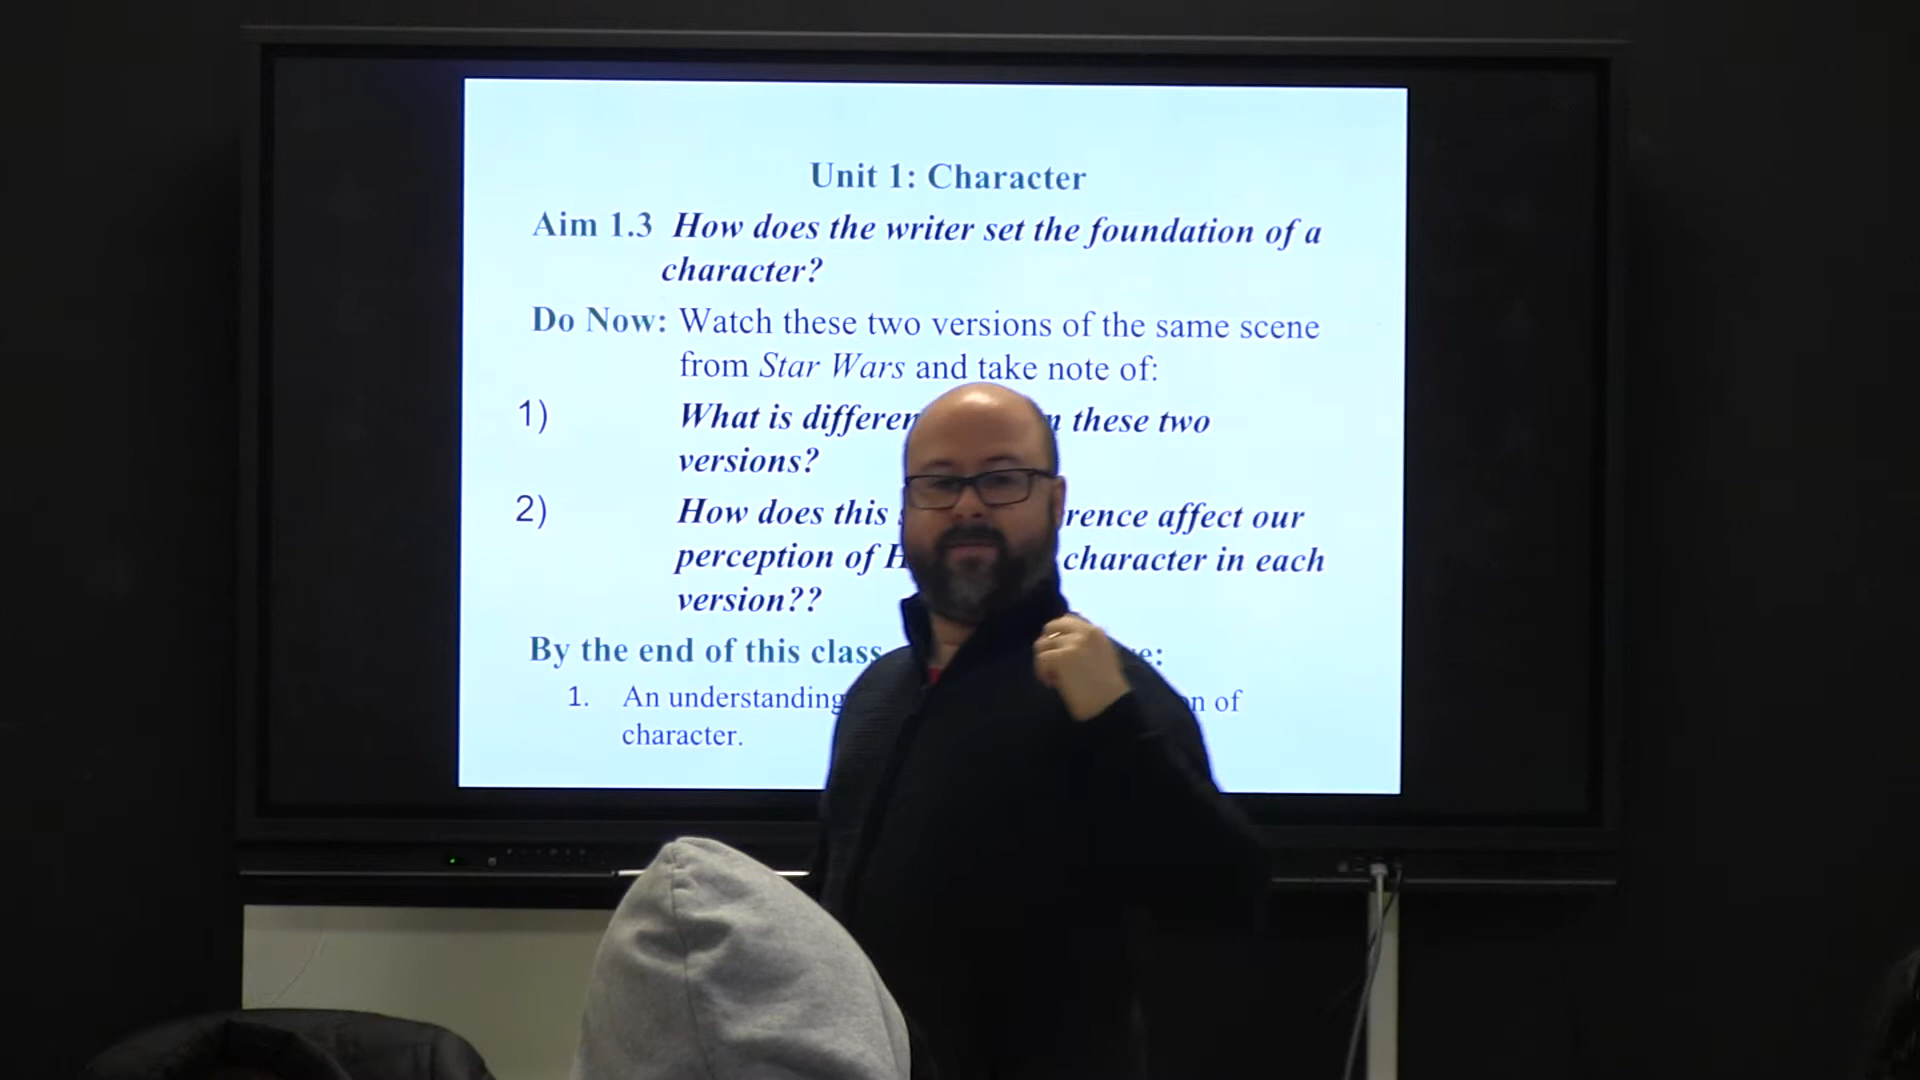 Unit 1: Character
Aim 1.3 How does the writer set the foundation of a
character?
Do Now: Watch these two versions of the same scene
from Star Wars and take note of:
1) What is these two
versions?
2) How does this affect our
perception of character in each
version??
By the end of this class
1. An understanding of
character.